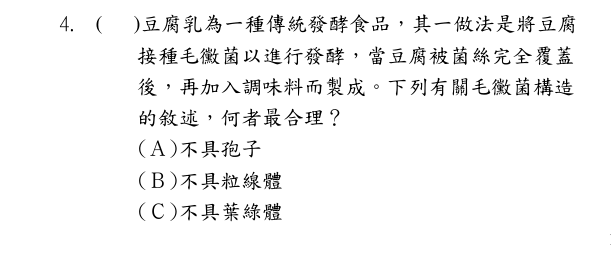 4. (　)豆腐乳為一種傳統發酵食品，其一做法是將豆腐
接種毛黴菌以進行發酵，當豆腐被菌絲完全覆蓋
後，再加入調味料而製成。下列有關毛黴菌構造
的敘述，何者最合理？
(A)不具孢子
(B)不具粒線體
(C)不具葉綠體